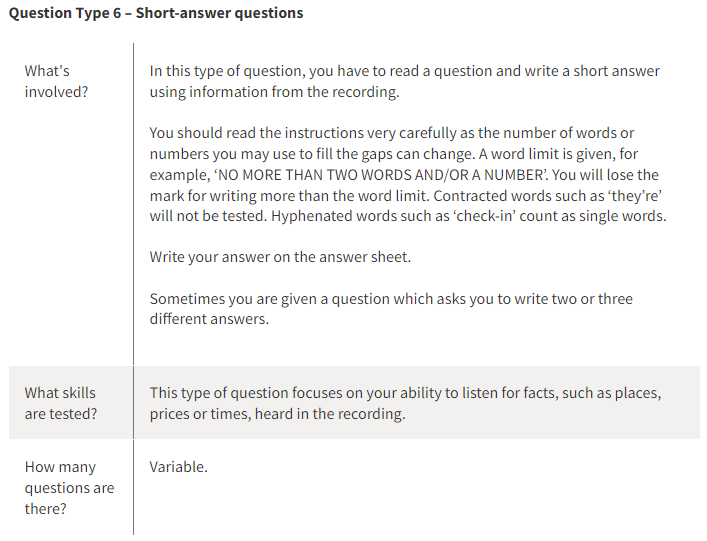 Question Type 6 – Short-answer questions
What's
involved?
In this type of question, you have to read a question and write a short answer
using information from the recording.
You should read the instructions very carefully as the number of words or
numbers you may use to fill the gaps can change. A word limit is given, for
example, ‘NO MORE THAN TWO WORDS AND/OR A NUMBER’. You will lose the
mark for writing more than the word limit. Contracted words such as ‘they’re’
will not be tested. Hyphenated words such as ‘check-in’ count as single words.
Write your answer on the answer sheet.
Sometimes you are given a question which asks you to write two or three
different answers.
What skills
are tested?
This type of question focuses on your ability to listen for facts, such as places,
prices or times, heard in the recording.
How many
questions are
there?
Variable.